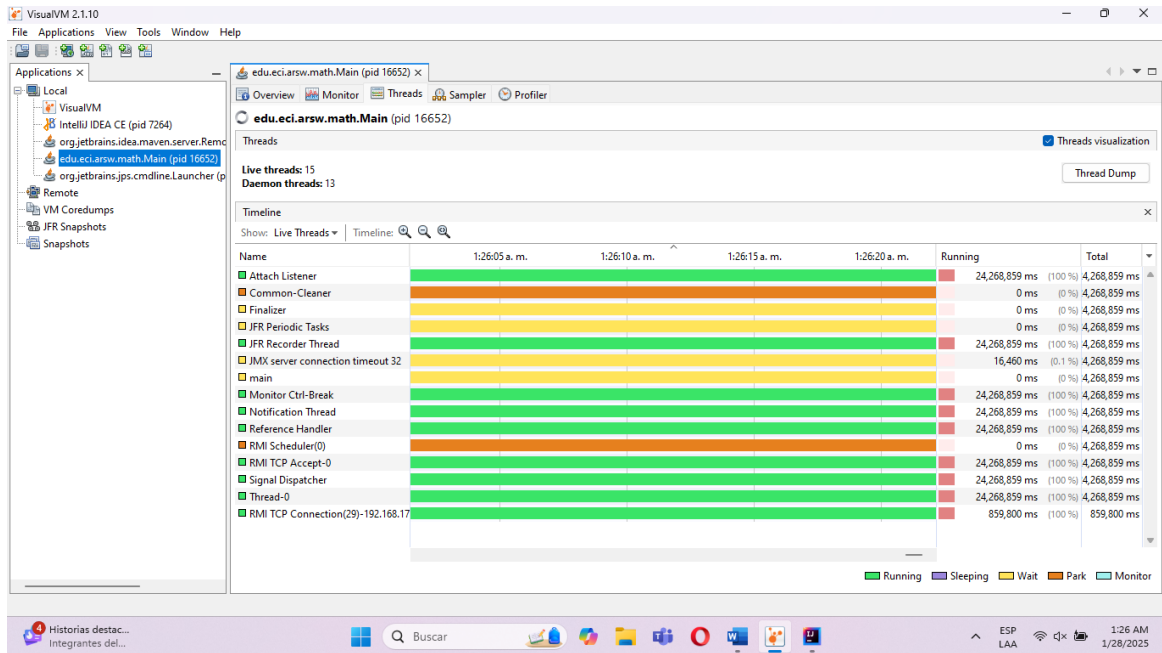 VisualVM 2.1.10
File Applications View Tools Window Help
Applications
Local
VisualVM
IntelliJ IDEA CE (pid 7264)
org.jetbrains.idea.maven.server.Remo
edu.eci.arsw.math.Main (pid 16652)
org.jetbrains.jps.cmdline.Launcher (p
Remote
VM Coredumps
JFR Snapshots
Snapshots
edu.eci.arsw.math.Main (pid 16652)
Overview Monitor Threads Sampler Profiler
edu.eci.arsw.math.Main (pid 16652)
Threads Threads visualization
Live threads: 15
Daemon threads: 13
Thread Dump
Timeline
Show: Live Threads Timeline:
Name 1:26:05 a. m. 1:26:10 a. m. 1:26:15 a. m. 1:26:20 a. m. Running Total
Attach Listener 24,268,859 ms (100 %) 4,268,859 ms
Common-Cleaner 0 ms (0 %) 4,268,859 ms
Finalizer 0 ms (0 %) 4,268,859 ms
JFR Periodic Tasks 0 ms (0 %) 4,268,859 ms
JFR Recorder Thread 24,268,859 ms (100 %) 4,268,859 ms
JMX server connection timeout 32 16,460 ms (0.1 %) 4,268,859 ms
main 0 ms (0 %) 4,268,859 ms
Monitor Ctrl-Break 24,268,859 ms (100 %) 4,268,859 ms
Notification Thread 24,268,859 ms (100 %) 4,268,859 ms
Reference Handler 24,268,859 ms (100 %) 4,268,859 ms
RMI Scheduler(0) 0 ms (0 %) 4,268,859 ms
RMI TCP Accept-0 24,268,859 ms (100 %) 4,268,859 ms
Signal Dispatcher 24,268,859 ms (100 %) 4,268,859 ms
Thread-0 24,268,859 ms (100 %) 4,268,859 ms
RMI TCP Connection(29)-192.168.17 859,800 ms (100 %) 859,800 ms
Running Sleeping Wait Park Monitor
4
Historias destac...
Integrantes del...
Buscar
ESP
LAA
1:26 AM
1/28/2025